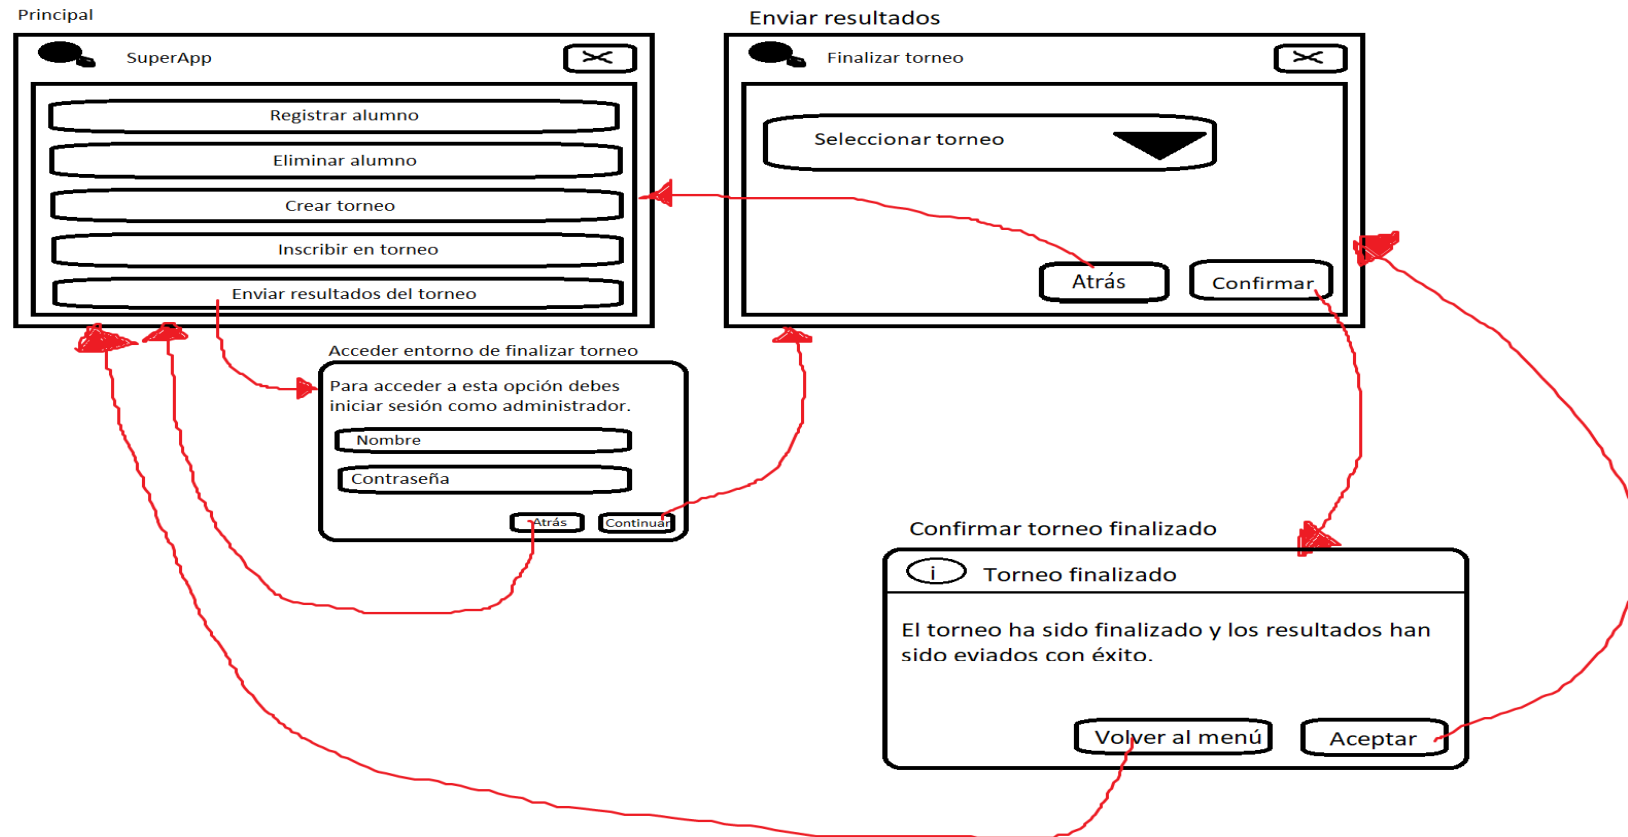 Principal
SuperApp
Registrar alumno
Eliminar alumno
Crear torneo
Inscribir en torneo
Enviar resultados del torneo
Enviar resultados
Finalizar torneo
Seleccionar torneo
Atrás
Confirmar
Acceder entorno de finalizar torneo
Para acceder a esta opción debes
iniciar sesión como administrador.
Nombre
Contraseña
Atrás
Continuar
Confirmar torneo finalizado
i
Torneo finalizado
El torneo ha sido finalizado y los resultados han
sido eviados con éxito.
Volver al menú
Aceptar